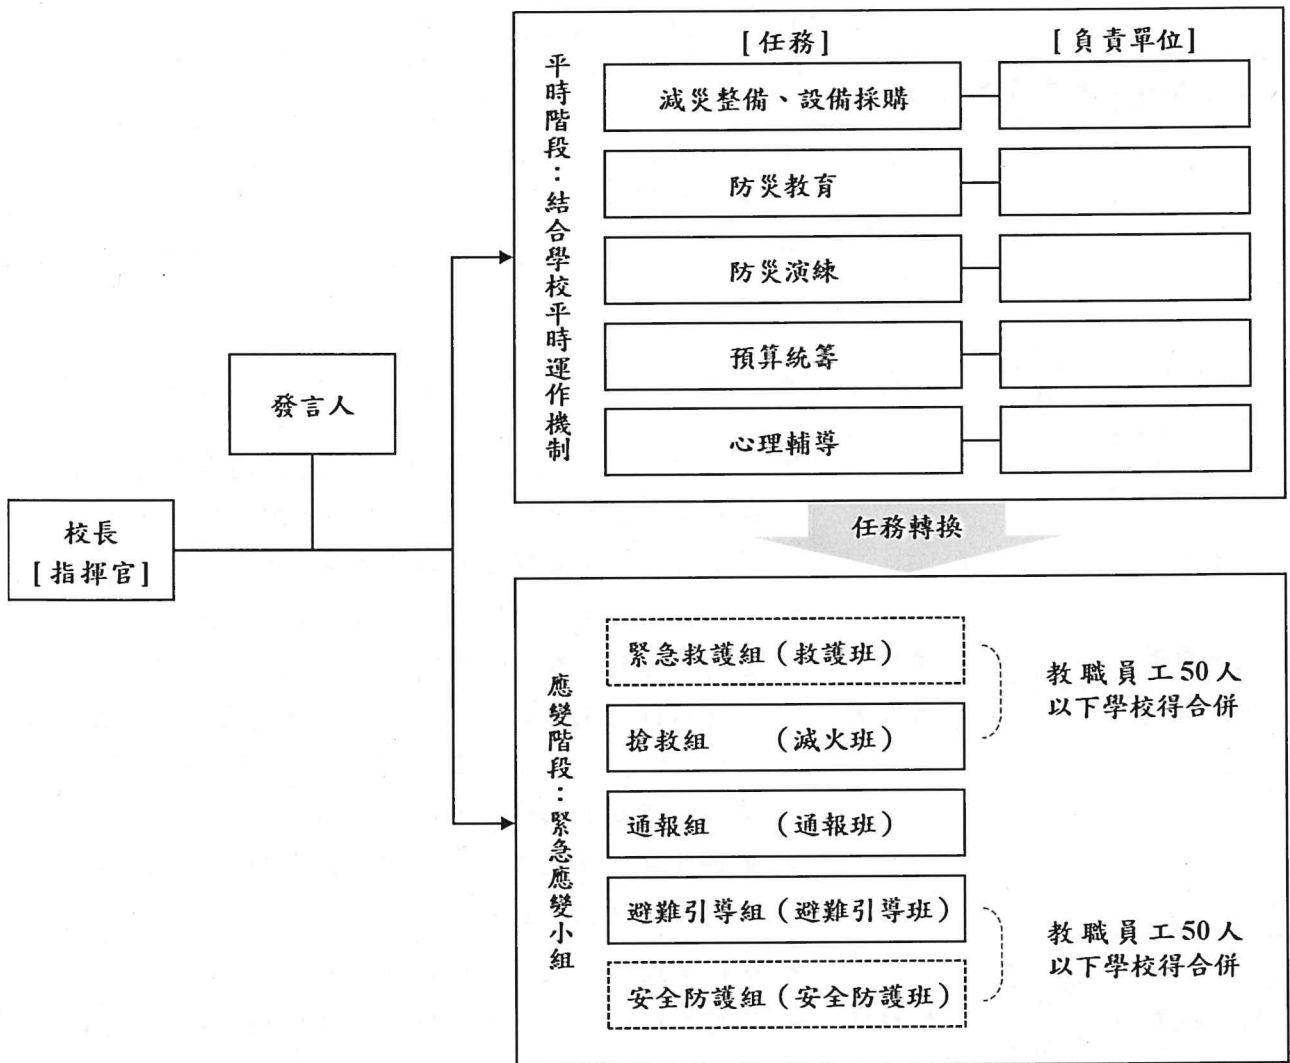 校長
[指揮官]
發言人
平時階段：結合學校平時運作機制
[任務]
[負責單位]
減災整備、設備採購
防災教育
防災演練
預算統籌
心理輔導
任務轉換
應變階段：緊急應變小組
緊急救護組（救護班）
搶救組　　（滅火班）
通報組　　（通報班）
避難引導組（避難引導班）
安全防護組（安全防護班）
教職員工50人
以下學校得合併
教職員工50人
以下學校得合併